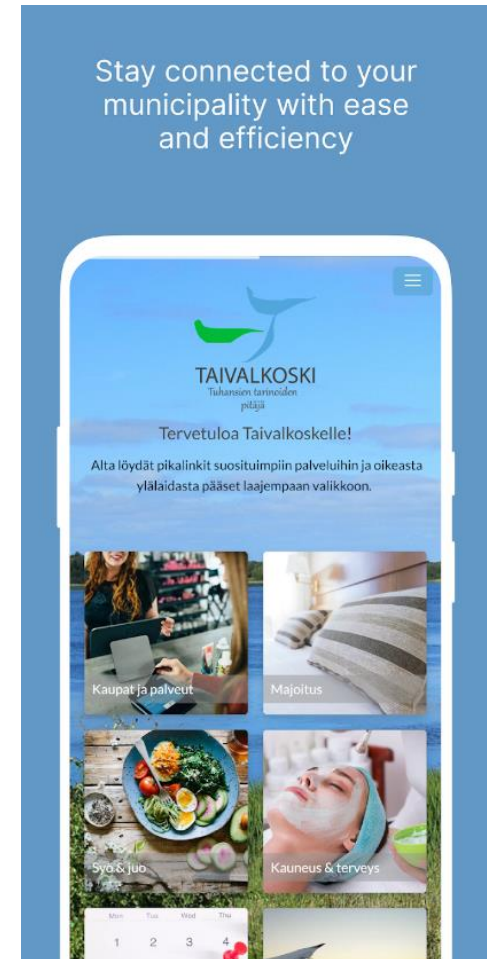 Stay connected to your
municipality with ease
and efficiency
TAIVALKOSKI
Tuhansien tarinoiden
pitäjä
Tervetuloa Taivalkoskelle!
Alta löydät pikalinkit suosituimpiin palveluihin ja oikeasta
ylälaidasta pääset laajempaan valikkoon.
Kaupat ja palveut
Majoitus
Syö & juo
Kauneus & terveys
Mon Tue Wed Thu
1 2 3 4